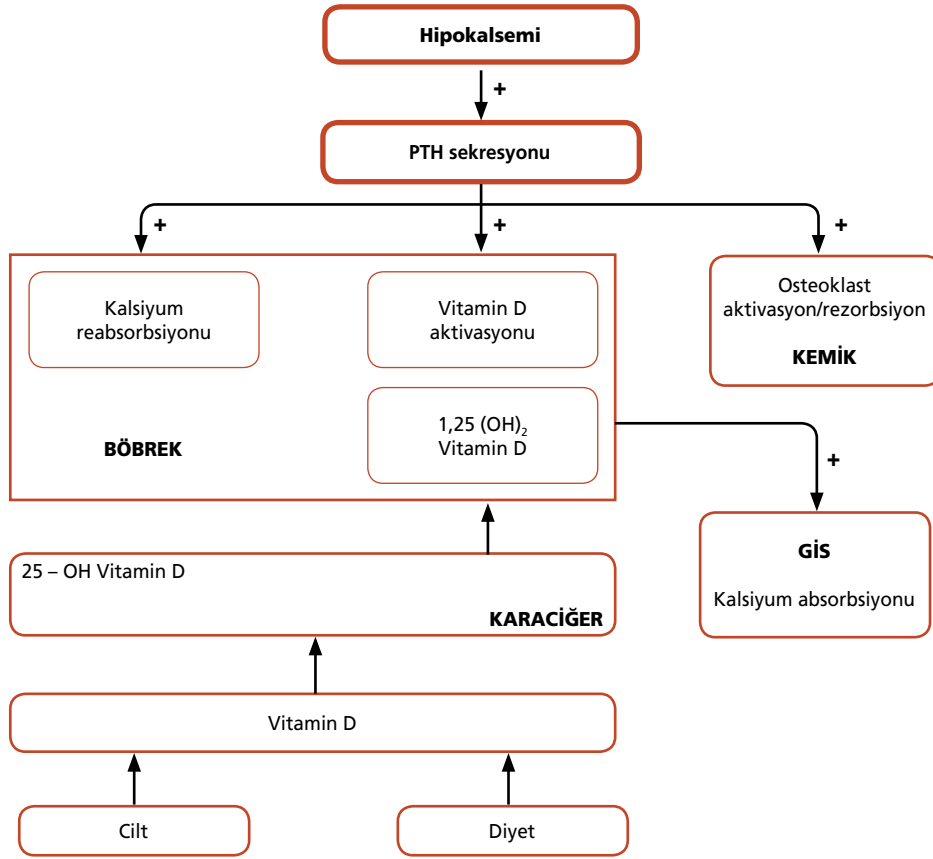 Hipokalsemi
+
PTH sekresyonu
+
+
+
Kalsiyum
reabsorbsiyonu
Vitamin D
aktivasyonu
Osteoklast
aktivasyon/rezorbsiyon
KEMİK
BÖBREK
1,25 (OH)₂
Vitamin D
+
GİS
Kalsiyum absorbsiyonu
25 – OH Vitamin D
KARACİĞER
Vitamin D
Cilt
Diyet